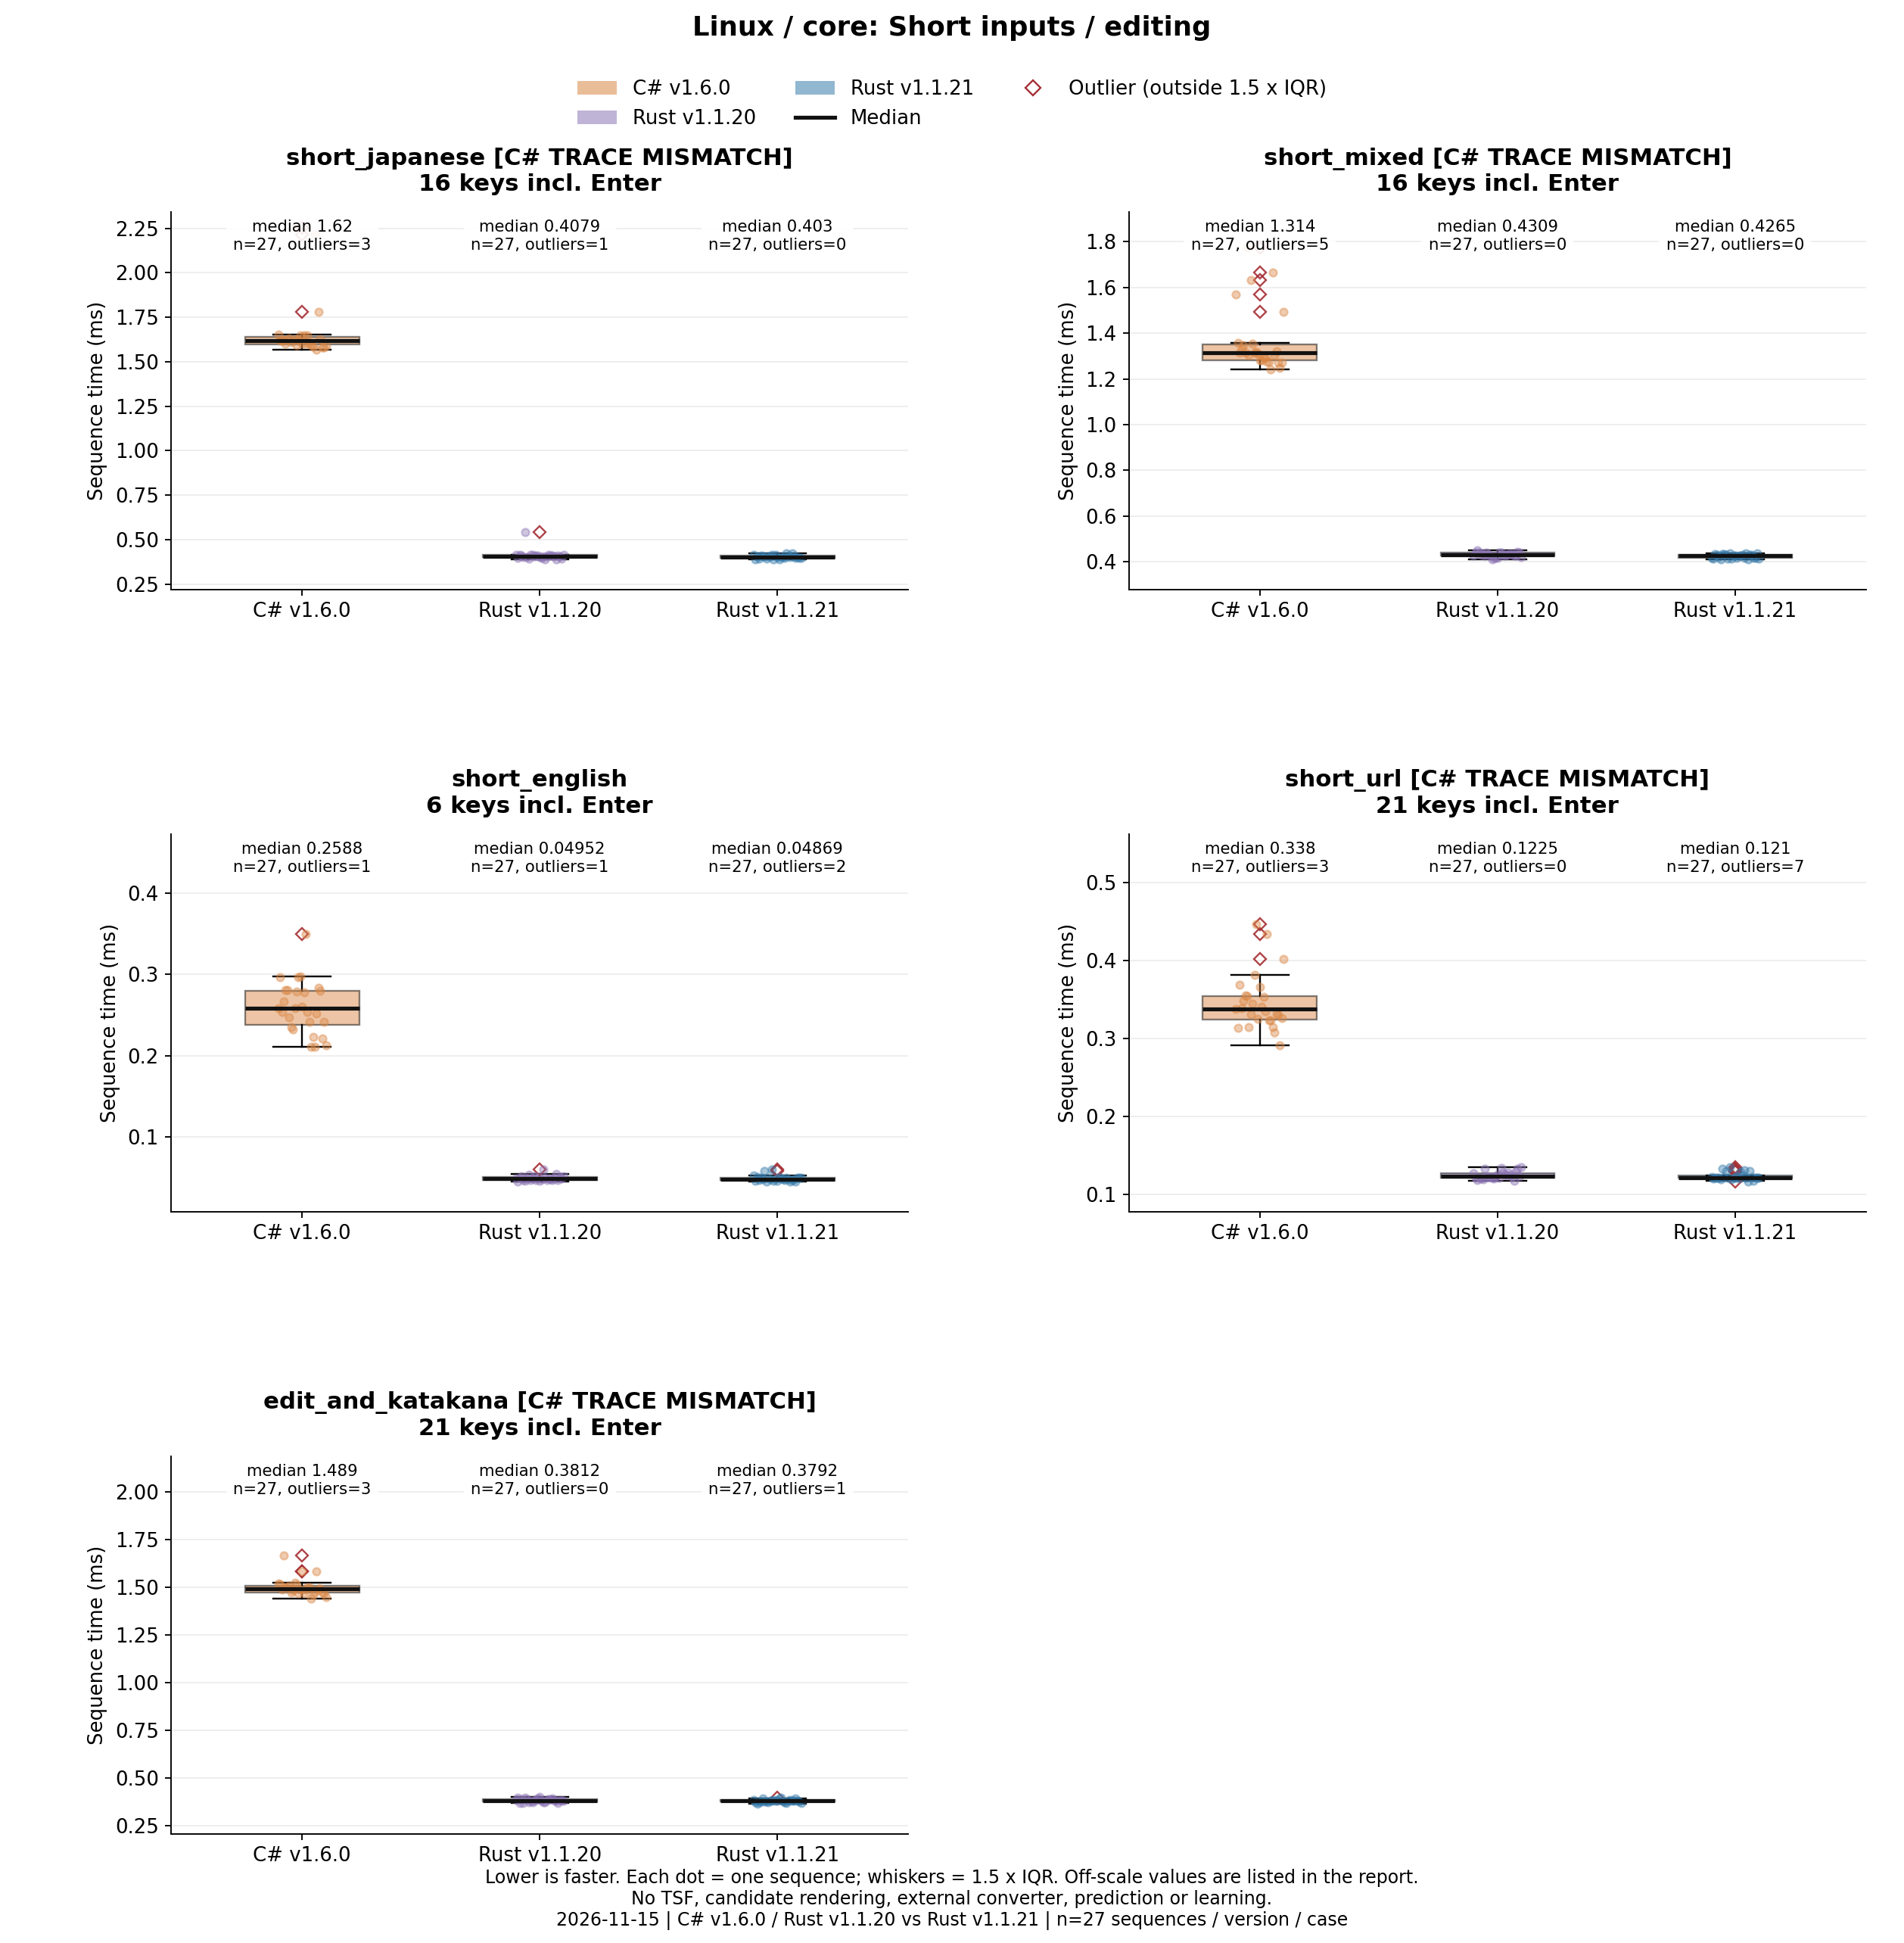 Linux / core: Short inputs / editing
C# v1.6.0
Rust v1.1.20
Rust v1.1.21
Median
Outlier (outside 1.5 x IQR)
short_japanese [C# TRACE MISMATCH]
16 keys incl. Enter
median 1.62
n=27, outliers=3
median 0.4079
n=27, outliers=1
median 0.403
n=27, outliers=0
Sequence time (ms)
2.25
2.00
1.75
1.50
1.25
1.00
0.75
0.50
0.25
C# v1.6.0
Rust v1.1.20
Rust v1.1.21
short_mixed [C# TRACE MISMATCH]
16 keys incl. Enter
median 1.314
n=27, outliers=5
median 0.4309
n=27, outliers=0
median 0.4265
n=27, outliers=0
Sequence time (ms)
1.8
1.6
1.4
1.2
1.0
0.8
0.6
0.4
C# v1.6.0
Rust v1.1.20
Rust v1.1.21
short_english
6 keys incl. Enter
median 0.2588
n=27, outliers=1
median 0.04952
n=27, outliers=1
median 0.04869
n=27, outliers=2
Sequence time (ms)
0.4
0.3
0.2
0.1
C# v1.6.0
Rust v1.1.20
Rust v1.1.21
short_url [C# TRACE MISMATCH]
21 keys incl. Enter
median 0.338
n=27, outliers=3
median 0.1225
n=27, outliers=0
median 0.121
n=27, outliers=7
Sequence time (ms)
0.5
0.4
0.3
0.2
0.1
C# v1.6.0
Rust v1.1.20
Rust v1.1.21
edit_and_katakana [C# TRACE MISMATCH]
21 keys incl. Enter
median 1.489
n=27, outliers=3
median 0.3812
n=27, outliers=0
median 0.3792
n=27, outliers=1
Sequence time (ms)
2.00
1.75
1.50
1.25
1.00
0.75
0.50
0.25
C# v1.6.0
Rust v1.1.20
Rust v1.1.21
Lower is faster. Each dot = one sequence; whiskers = 1.5 x IQR. Off-scale values are listed in the report.
No TSF, candidate rendering, external converter, prediction or learning.
2026-11-15 | C# v1.6.0 / Rust v1.1.20 vs Rust v1.1.21 | n=27 sequences / version / case